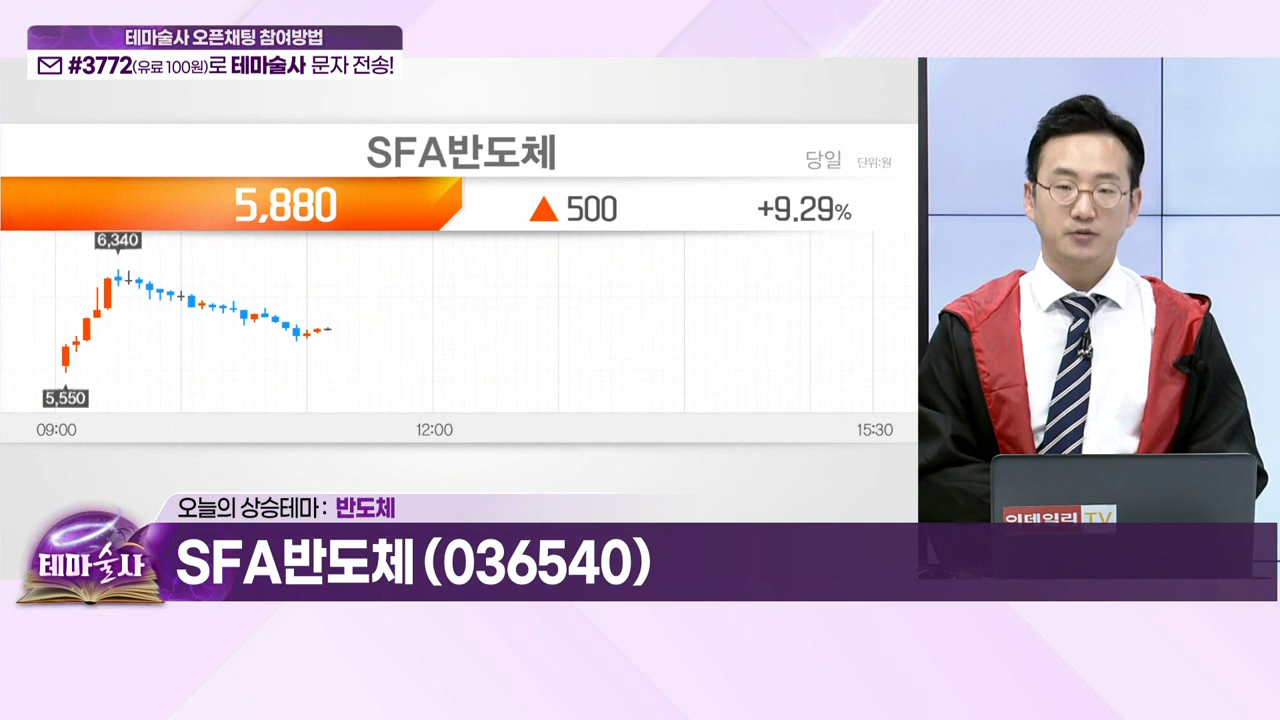 테마술사 오픈채팅 참여방법
#3772(유료 100원)로 테마술사 문자 전송!
SFA반도체
당일 단위:원
5,880 ▲ 500 +9.29%
6,340
5,550
09:00 12:00 15:30
이데일리 TV
오늘의 상승테마 : 반도체
테마술사
SFA반도체 (036540)